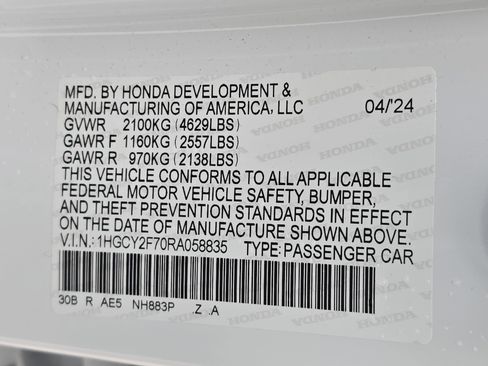 MFD. BY HONDA DEVELOPMENT &
MANUFACTURING OF AMERICA, LLC 04/'24
GVWR 2100KG (4629LBS)
GAWR F 1160KG (2557LBS)
GAWR R 970KG (2138LBS)
THIS VEHICLE CONFORMS TO ALL APPLICABLE
FEDERAL MOTOR VEHICLE SAFETY, BUMPER,
AND THEFT PREVENTION STANDARDS IN EFFECT
ON THE DATE OF MANUFACTURE SHOWN ABOVE.
V.I.N.: 1HGCY2F70RA058835 TYPE: PASSENGER CAR
30B R AE5 NH883P .Z .A